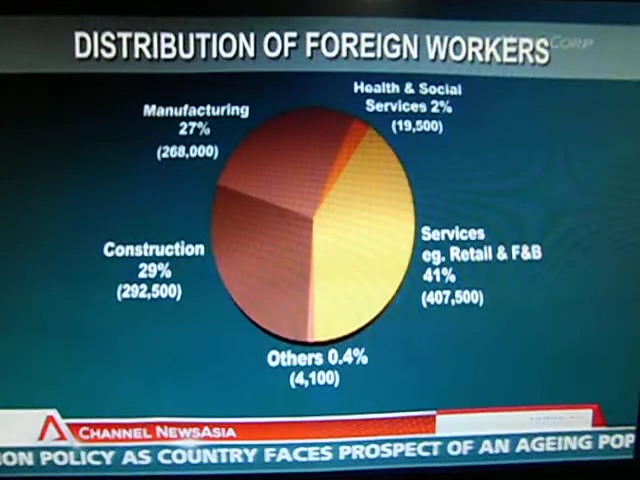 DISTRIBUTION OF FOREIGN WORKERS
Manufacturing
27%
(268,000)
Health & Social
Services 2%
(19,500)
Construction
29%
(292,500)
Services
eg. Retail & F&B
41%
(407,500)
Others 0.4%
(4,100)
CHANNEL NEWSASIA
ION POLICY AS COUNTRY FACES PROSPECT OF AN AGEING POP